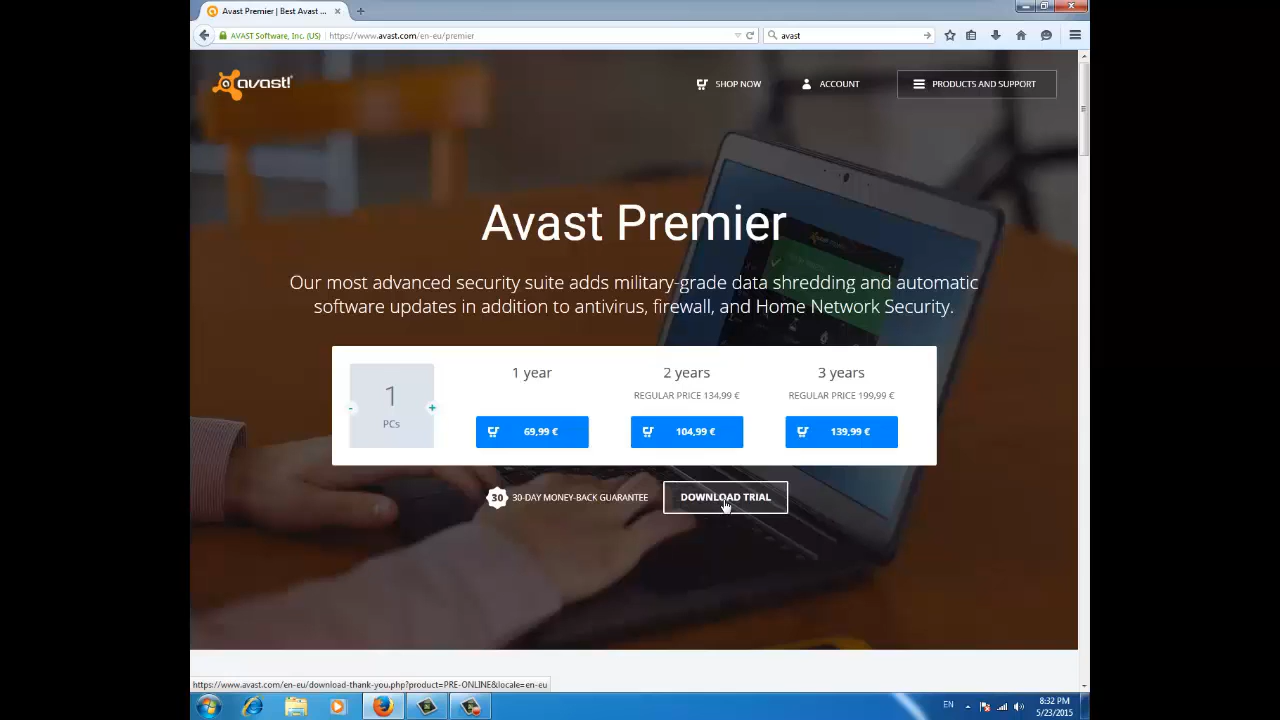 Avast Premier | Best Avast ...
AVAST Software, Inc. (US)
https://www.avast.com/en-eu/premier
avast
avast!
SHOP NOW
ACCOUNT
PRODUCTS AND SUPPORT
Avast Premier
Our most advanced security suite adds military-grade data shredding and automatic
software updates in addition to antivirus, firewall, and Home Network Security.
1
PCs
- +
1 year
69,99 €
2 years
REGULAR PRICE 134,99 €
104,99 €
3 years
REGULAR PRICE 199,99 €
139,99 €
30 30-DAY MONEY-BACK GUARANTEE
DOWNLOAD TRIAL
https://www.avast.com/en-eu/download-thank-you.php?product=PRE-ONLINE&locale=en-eu
EN
8:32 PM
5/23/2015